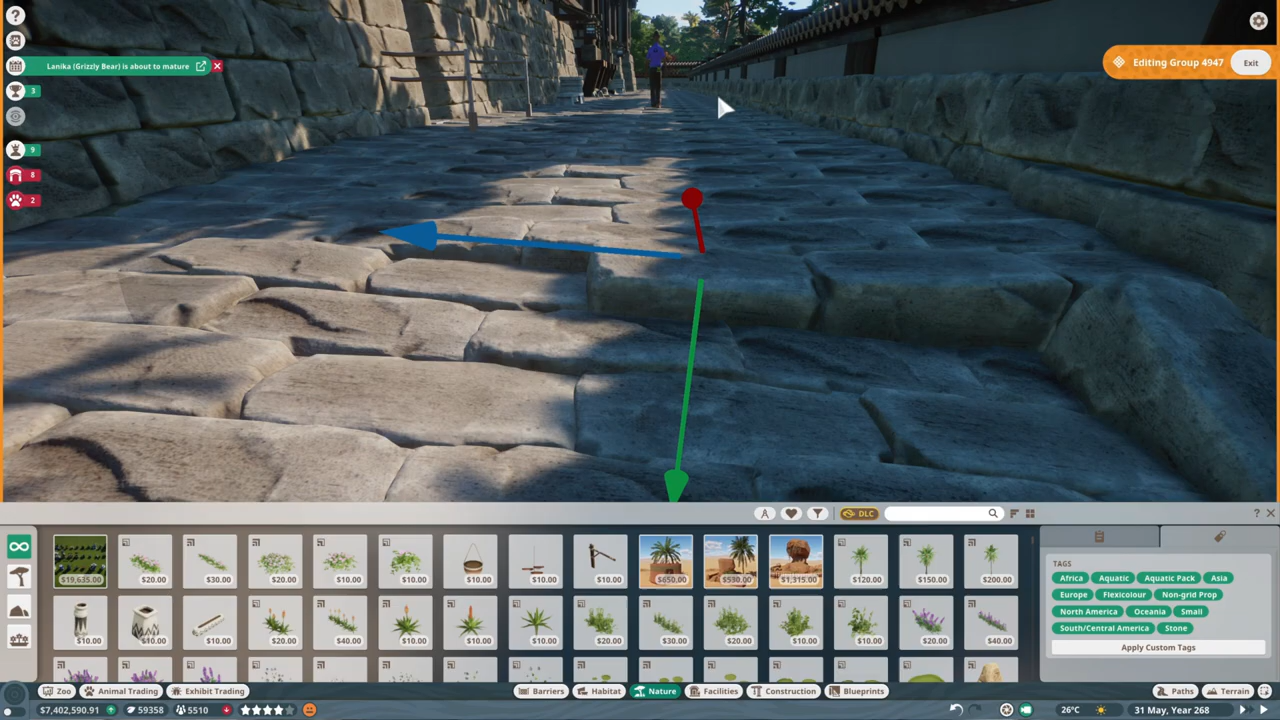 ?
Lanika (Grizzly Bear) is about to mature
3
9
8
2
Editing Group 4947
Exit
DLC
?
$19,635.00
$20.00
$30.00
$20.00
$10.00
$10.00
$10.00
$10.00
$10.00
$650.00
$530.00
$1,315.00
$120.00
$150.00
$200.00
$10.00
$10.00
$10.00
$20.00
$40.00
$10.00
$10.00
$10.00
$20.00
$30.00
$20.00
$10.00
$10.00
$20.00
$40.00
TAGS
Africa
Aquatic
Aquatic Pack
Asia
Europe
Flexicolour
Non-grid Prop
North America
Oceania
Small
South/Central America
Stone
Apply Custom Tags
Zoo
Animal Trading
Exhibit Trading
Barriers
Habitat
Nature
Facilities
Construction
Blueprints
Paths
Terrain
$7,402,590.91
59358
5510
26°C
31 May, Year 268